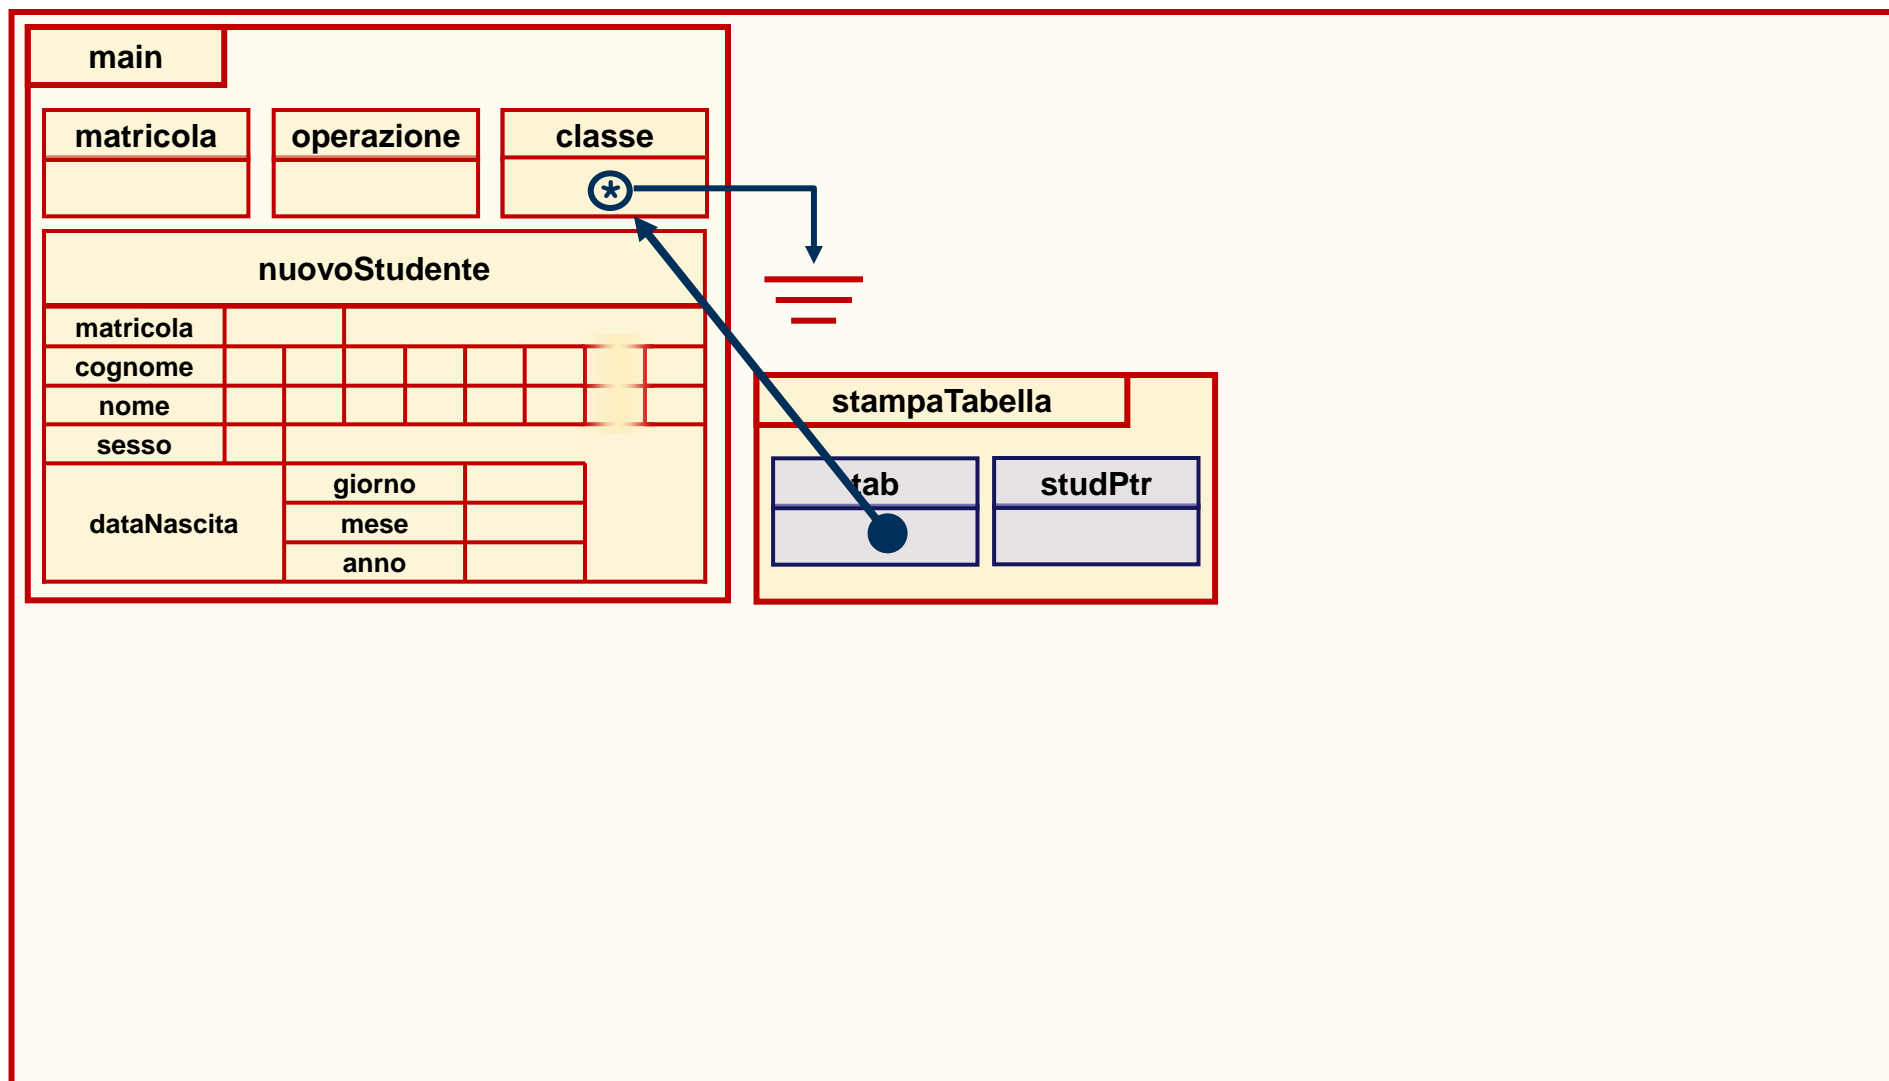 main
matricola operazione classe
*
nuovoStudente
matricola
cognome
nome
sesso
dataNascita
giorno
mese
anno
stampaTabella
tab studPtr